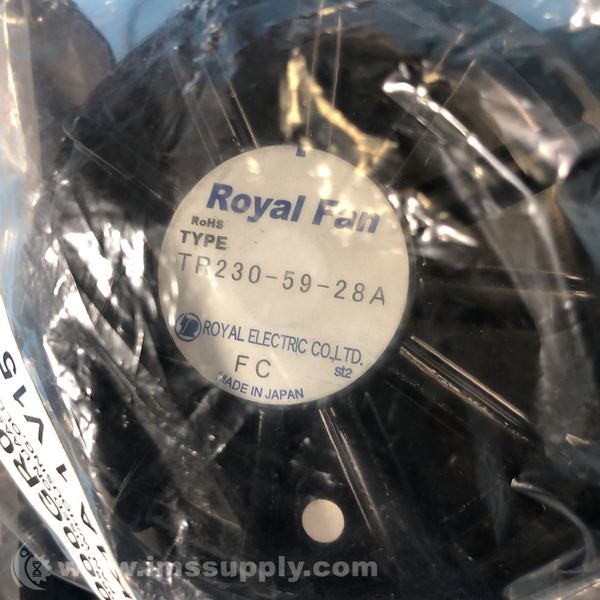 Royal Fan
RoHS
TYPE
TR230-59-28A
ROYAL ELECTRIC CO.,LTD.
FC
st2
MADE IN JAPAN
1V15
www.imssupply.com